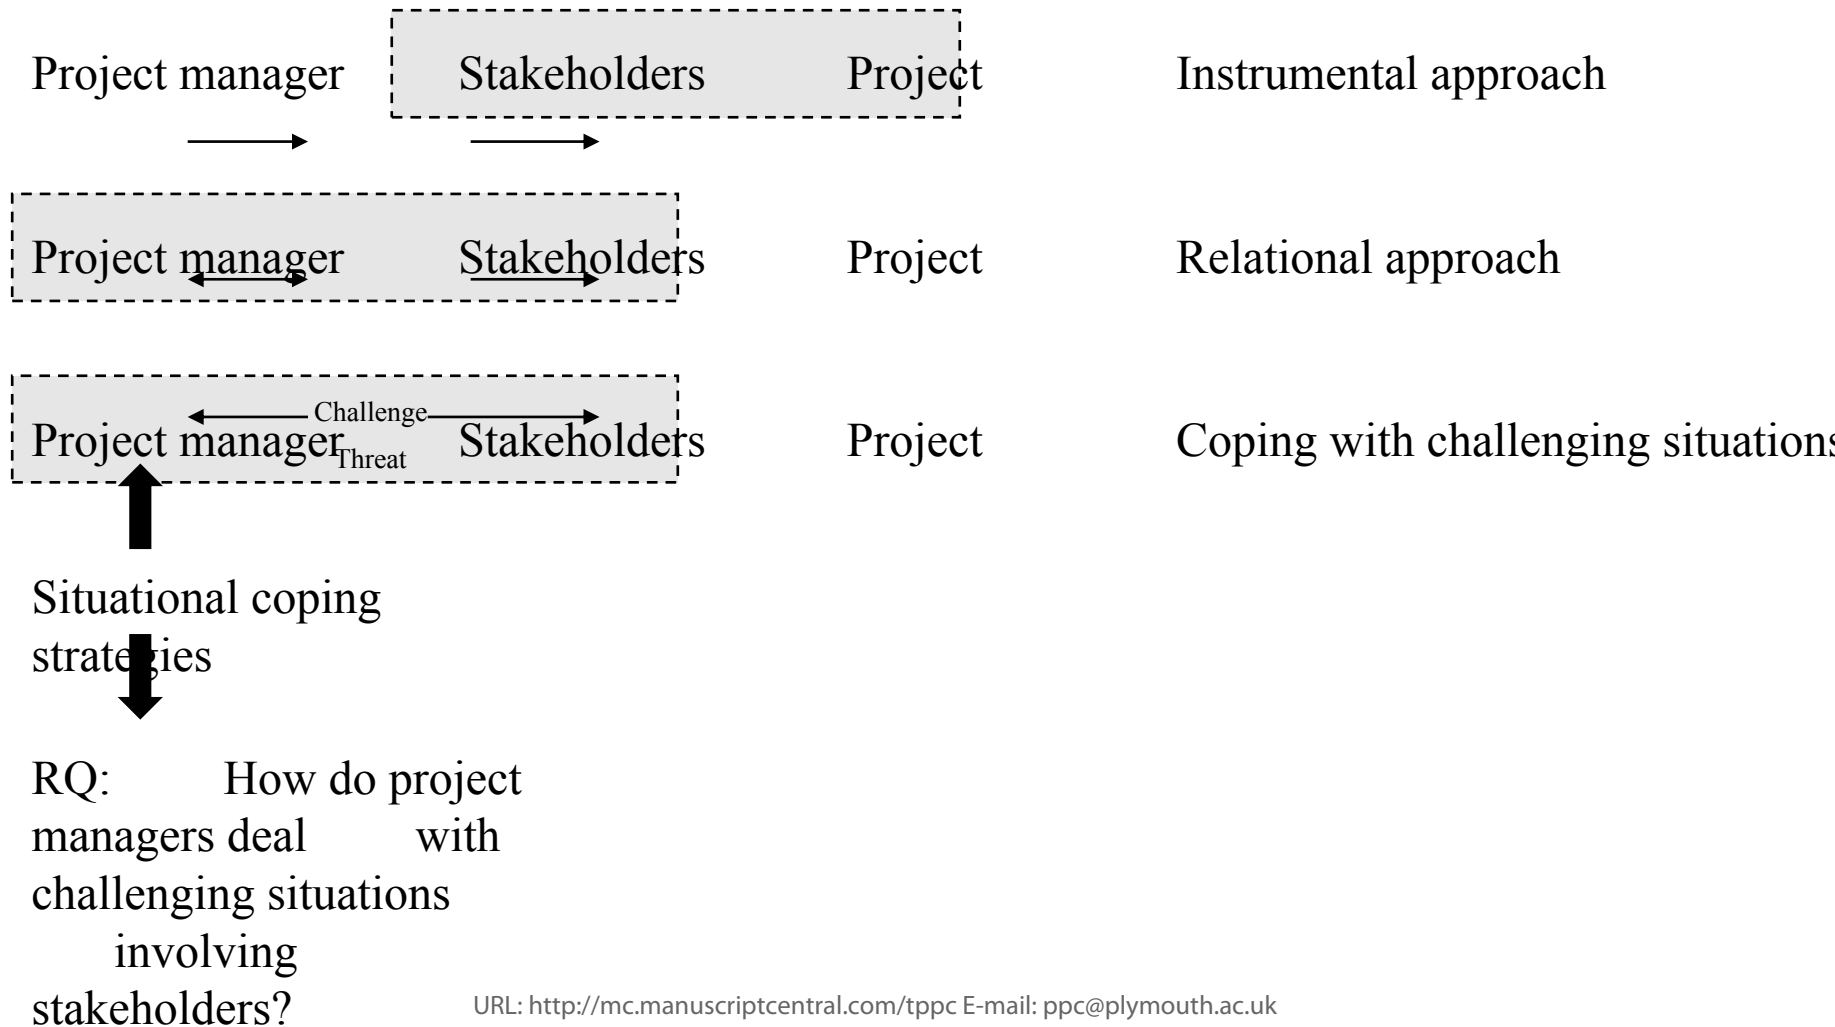 Project manager Stakeholders Project Instrumental approach
Project manager Stakeholders Project Relational approach
Challenge
Project manager Stakeholders Project Coping with challenging situations
Threat
Situational coping
strategies
RQ: How do project
managers deal with
challenging situations
involving
stakeholders?
URL: http://mc.manuscriptcentral.com/tppc E-mail: ppc@plymouth.ac.uk